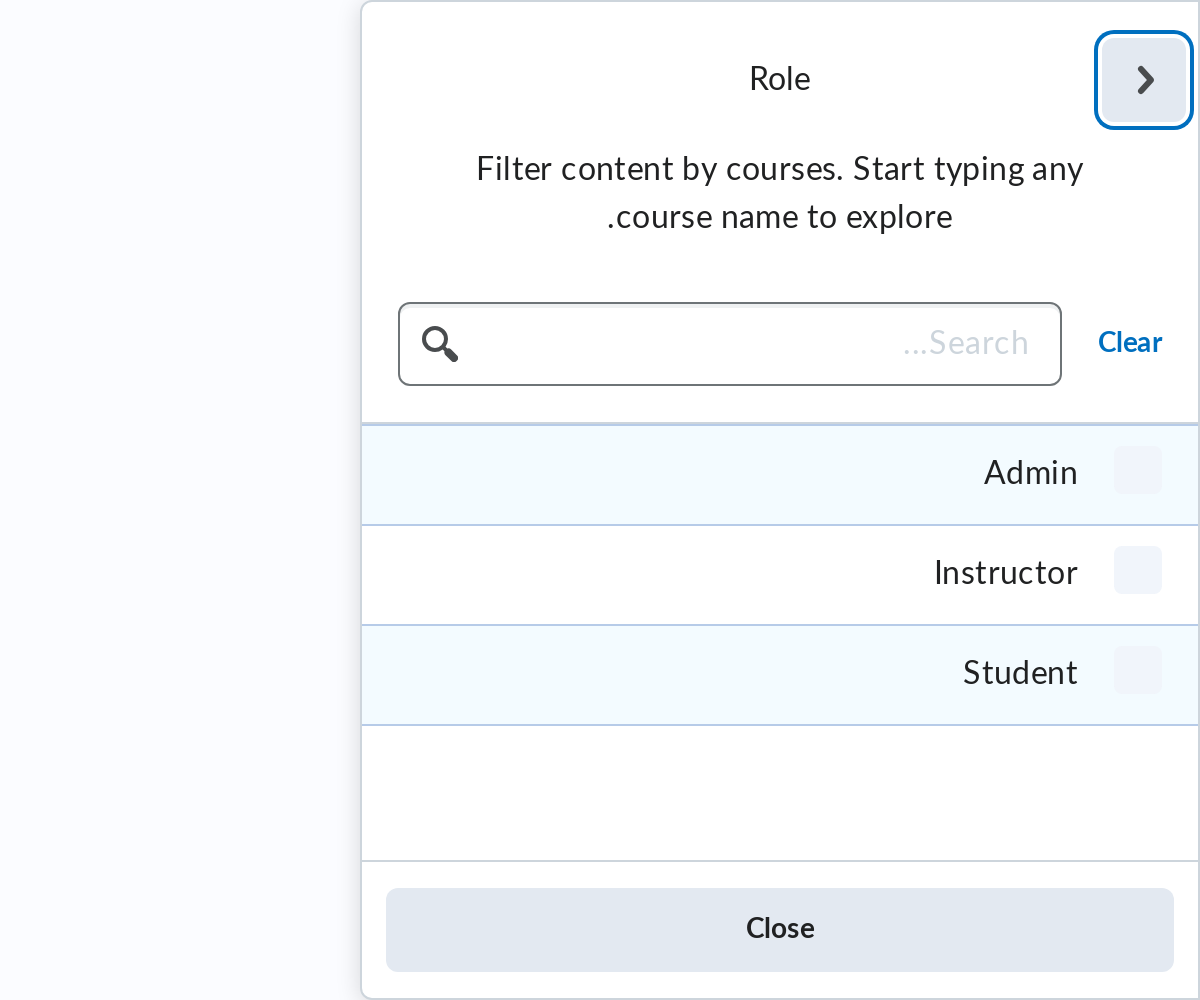 Role
Filter content by courses. Start typing any
.course name to explore
...Search
Clear
Admin
Instructor
Student
Close